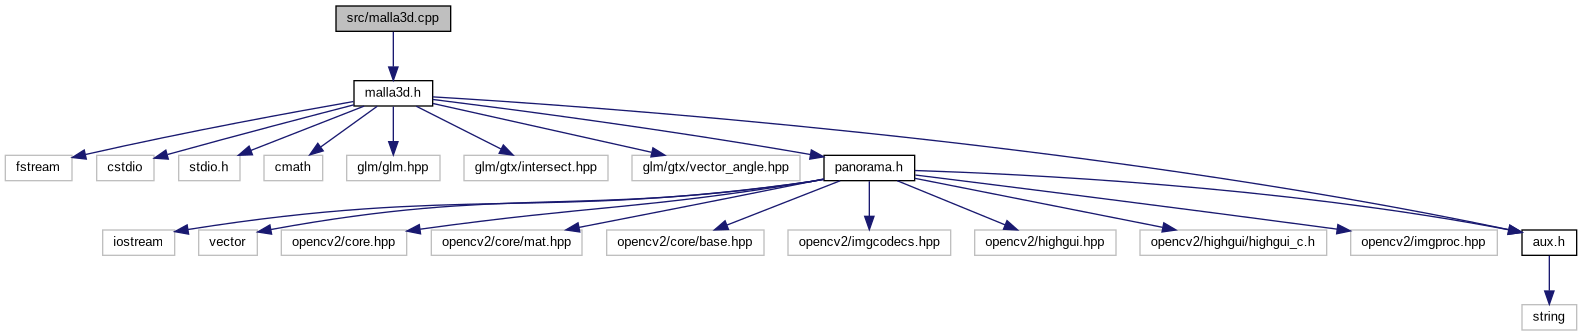 src/malla3d.cpp
malla3d.h
fstream
cstdio
stdio.h
cmath
glm/glm.hpp
glm/gtx/intersect.hpp
glm/gtx/vector_angle.hpp
panorama.h
iostream
vector
opencv2/core.hpp
opencv2/core/mat.hpp
opencv2/core/base.hpp
opencv2/imgcodecs.hpp
opencv2/highgui.hpp
opencv2/highgui/highgui_c.h
opencv2/imgproc.hpp
aux.h
string